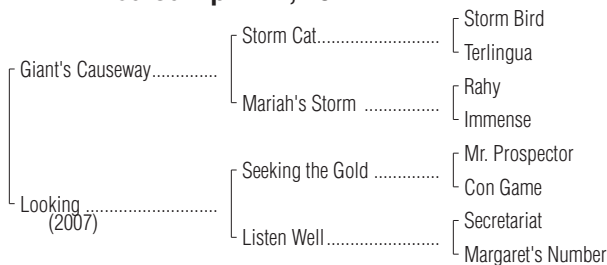 Storm Bird
Storm Cat..............................
Terlingua
Giant's Causeway..............
Rahy
Mariah's Storm .................
Immense
Mr. Prospector
Seeking the Gold ...............
Con Game
Looking ............................
(2007)
Secretariat
Listen Well..........................
Margaret's Number